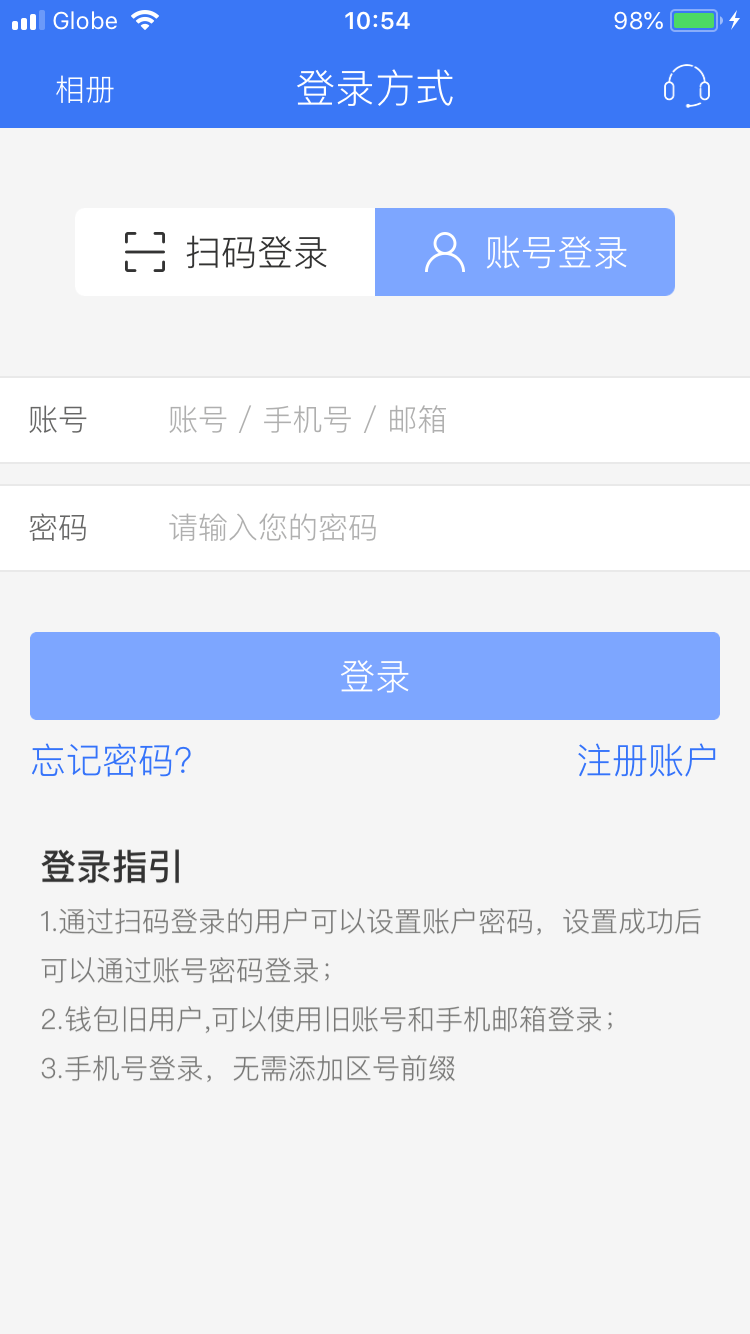 Globe 10:54 98%
相册 登录方式
扫码登录 账号登录
账号 账号 / 手机号 / 邮箱
密码 请输入您的密码
登录
忘记密码? 注册账户
登录指引
1.通过扫码登录的用户可以设置账户密码，设置成功后
可以通过账号密码登录；
2.钱包旧用户,可以使用旧账号和手机邮箱登录；
3.手机号登录，无需添加区号前缀